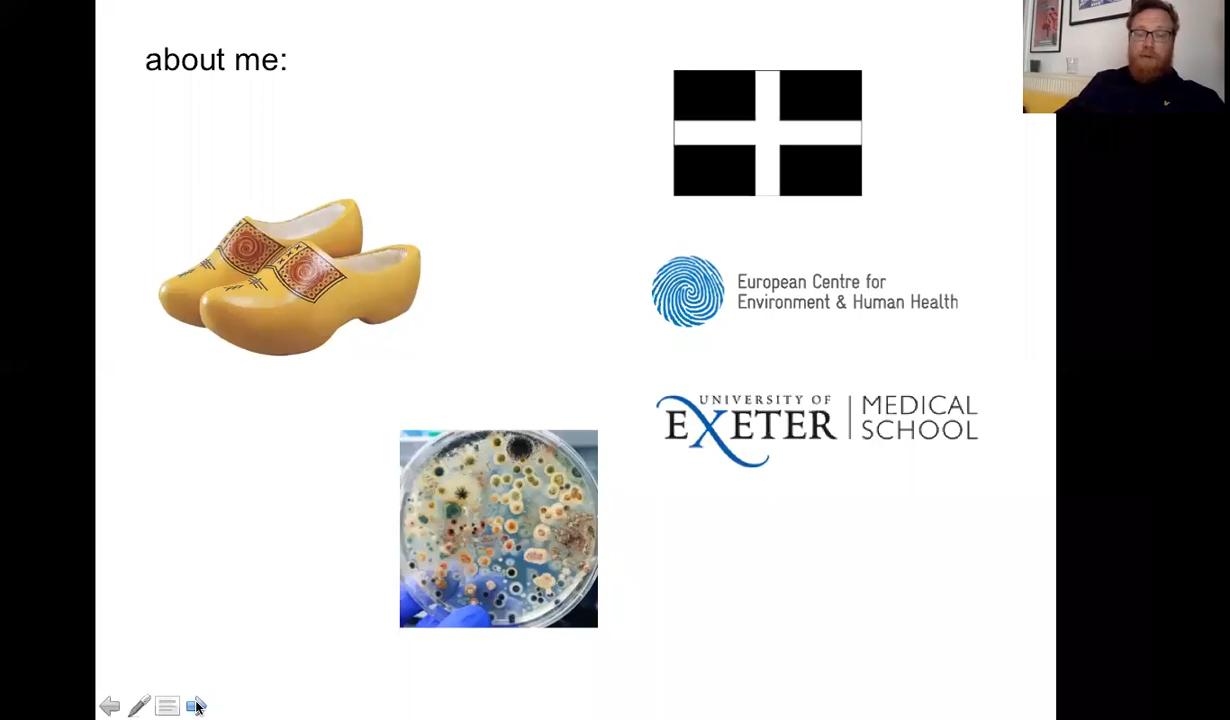 about me:
European Centre for
Environment & Human Health
UNIVERSITY OF
EXETER
MEDICAL
SCHOOL